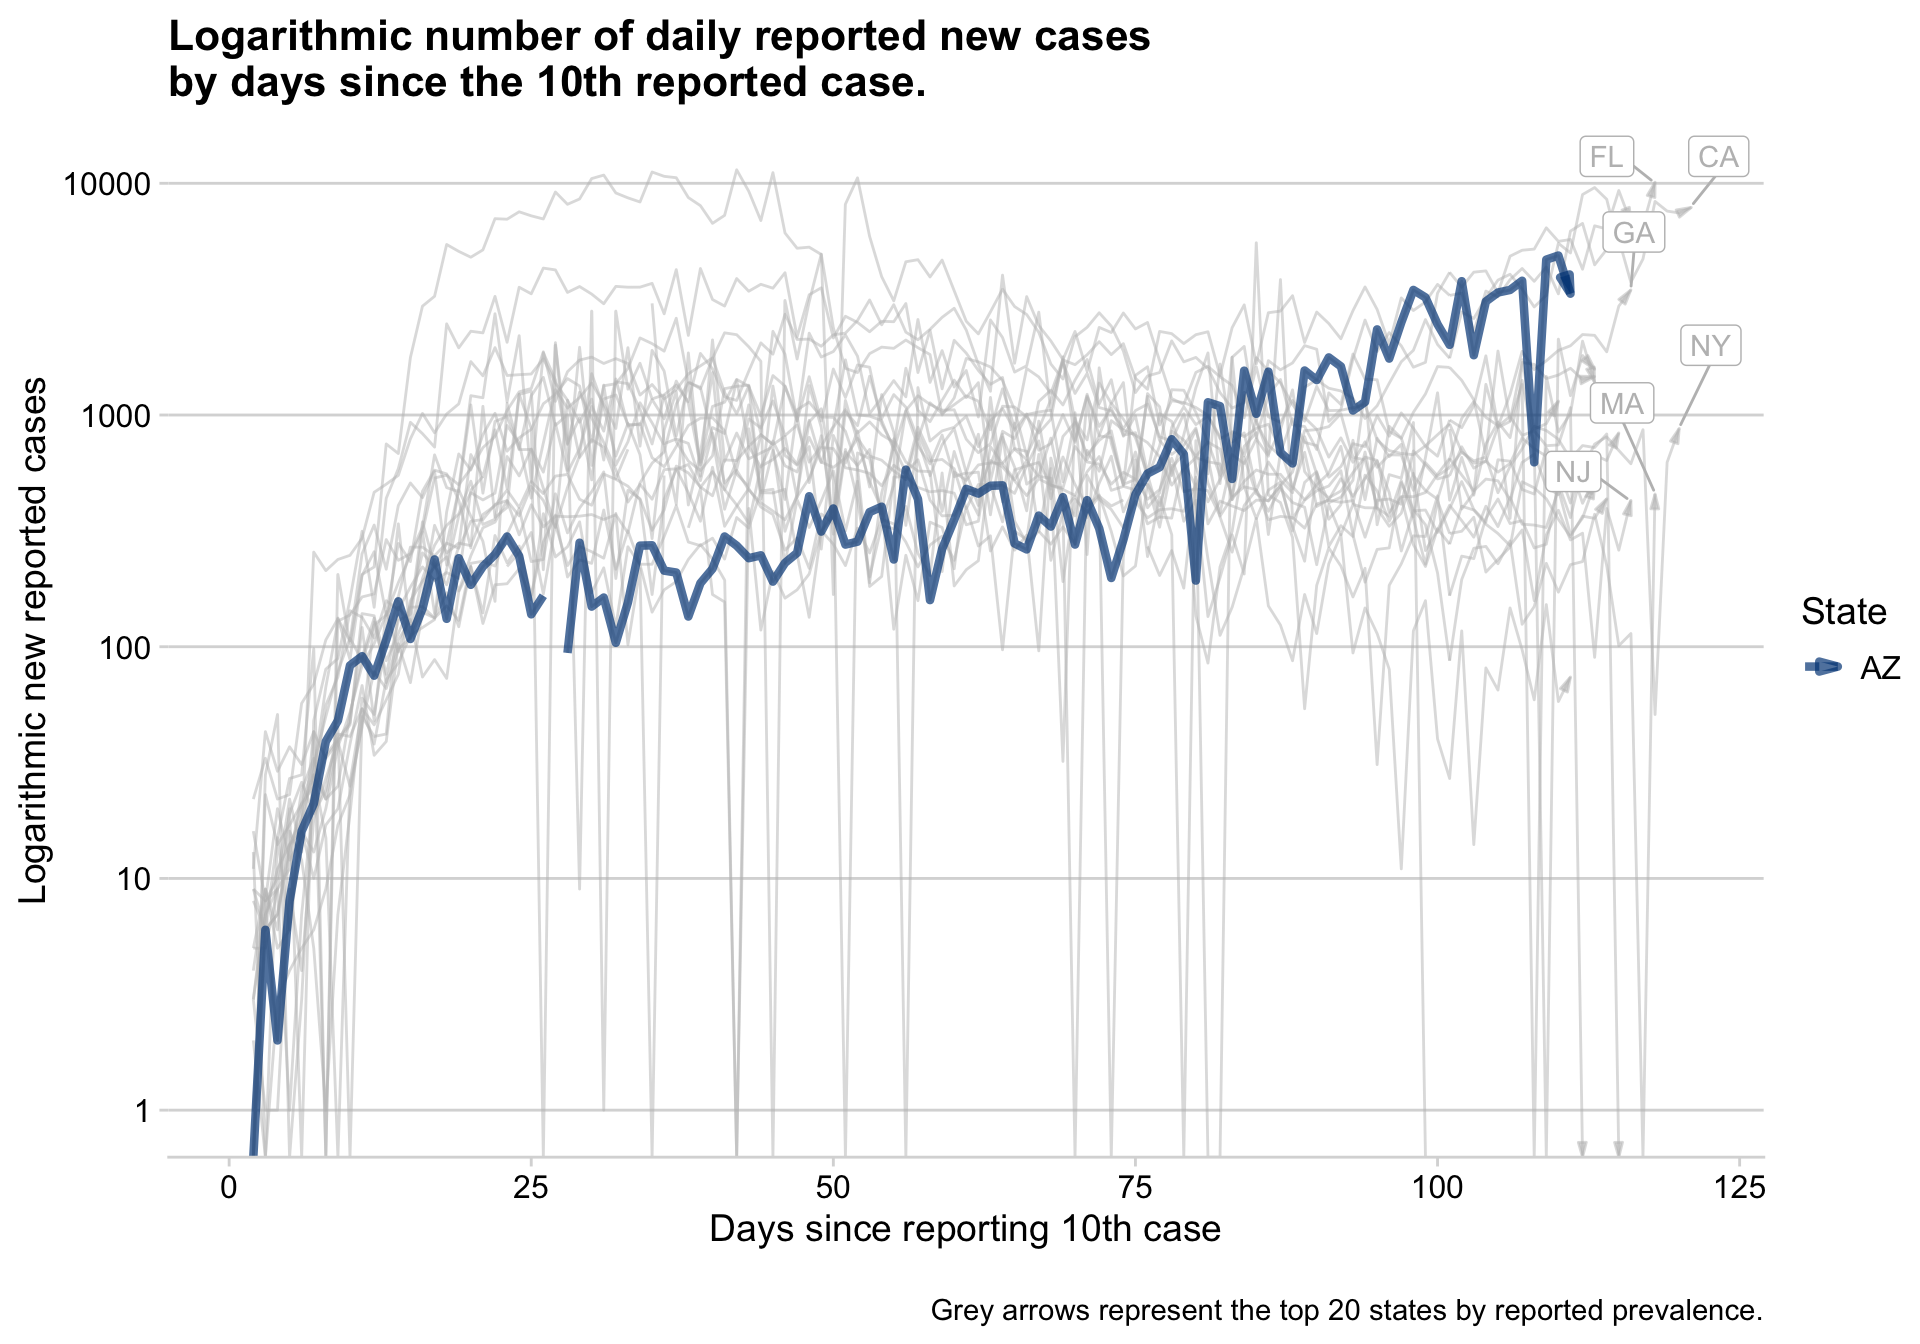 Logarithmic number of daily reported new cases
by days since the 10th reported case.
Logarithmic new reported cases
10000
1000
100
10
1
FL
CA
GA
NY
MA
NJ
State
AZ
0
25
50
75
100
125
Days since reporting 10th case
Grey arrows represent the top 20 states by reported prevalence.